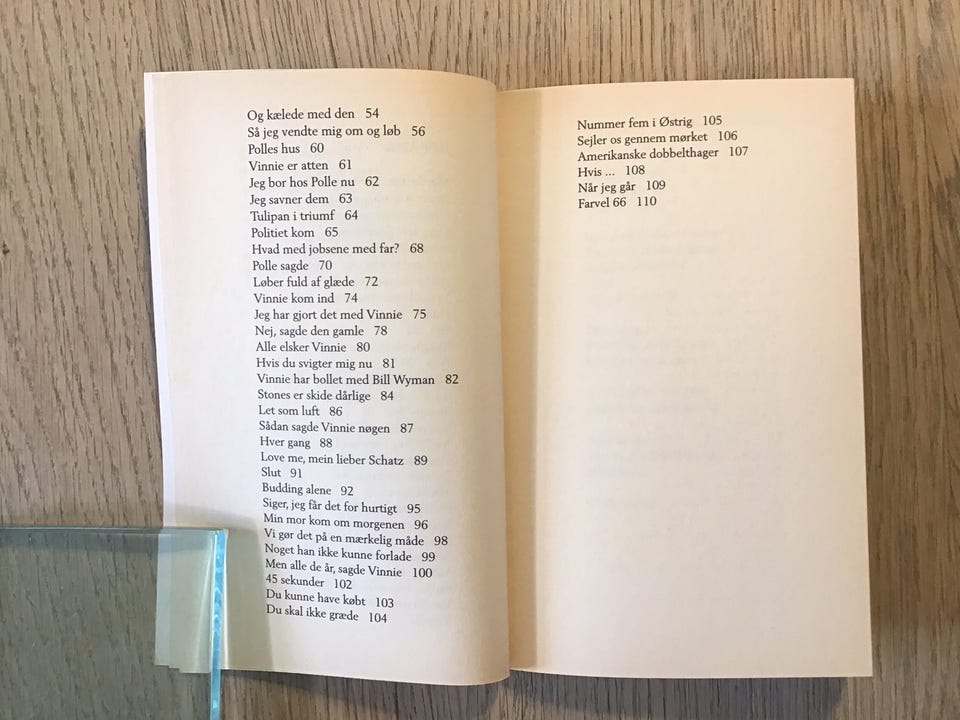 Og kælede med den 54
Så jeg vendte mig om og løb 56
Polles hus 60
Vinnie er atten 61
Jeg bor hos Polle nu 62
Jeg savner dem 63
Tulipan i triumf 64
Politiet kom 65
Hvad med jobsene med far? 68
Polle sagde 70
Løber fuld af glæde 72
Vinnie kom ind 74
Jeg har gjort det med Vinnie 75
Nej, sagde den gamle 78
Alle elsker Vinnie 80
Hvis du svigter mig nu 81
Vinnie har bollet med Bill Wyman 82
Stones er skide dårlige 84
Let som luft 86
Sådan sagde Vinnie nøgen 87
Hver gang 88
Love me, mein lieber Schatz 89
Slut 91
Budding alene 92
Siger, jeg får det for hurtigt 95
Min mor kom om morgenen 96
Vi gør det på en mærkelig måde 98
Noget han ikke kunne forlade 99
Men alle de år, sagde Vinnie 100
45 sekunder 102
Du kunne have købt 103
Du skal ikke græde 104
Nummer fem i Østrig 105
Sejler os gennem mørket 106
Amerikanske dobbelthager 107
Hvis ... 108
Når jeg går 109
Farvel 66 110